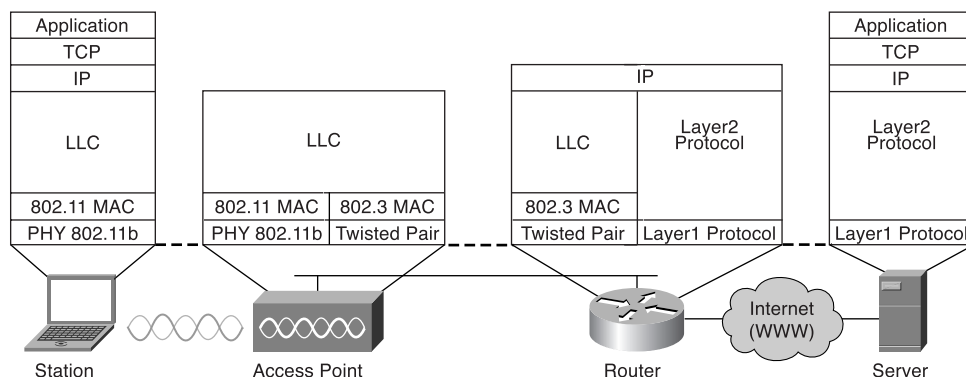 Application
TCP
IP
LLC
802.11 MAC
PHY 802.11b
LLC
802.11 MAC
802.3 MAC
PHY 802.11b
Twisted Pair
IP
LLC
Layer2
Protocol
802.3 MAC
Twisted Pair
Layer1 Protocol
Application
TCP
IP
Layer2
Protocol
Layer1 Protocol
Internet
(WWW)
Station
Access Point
Router
Server